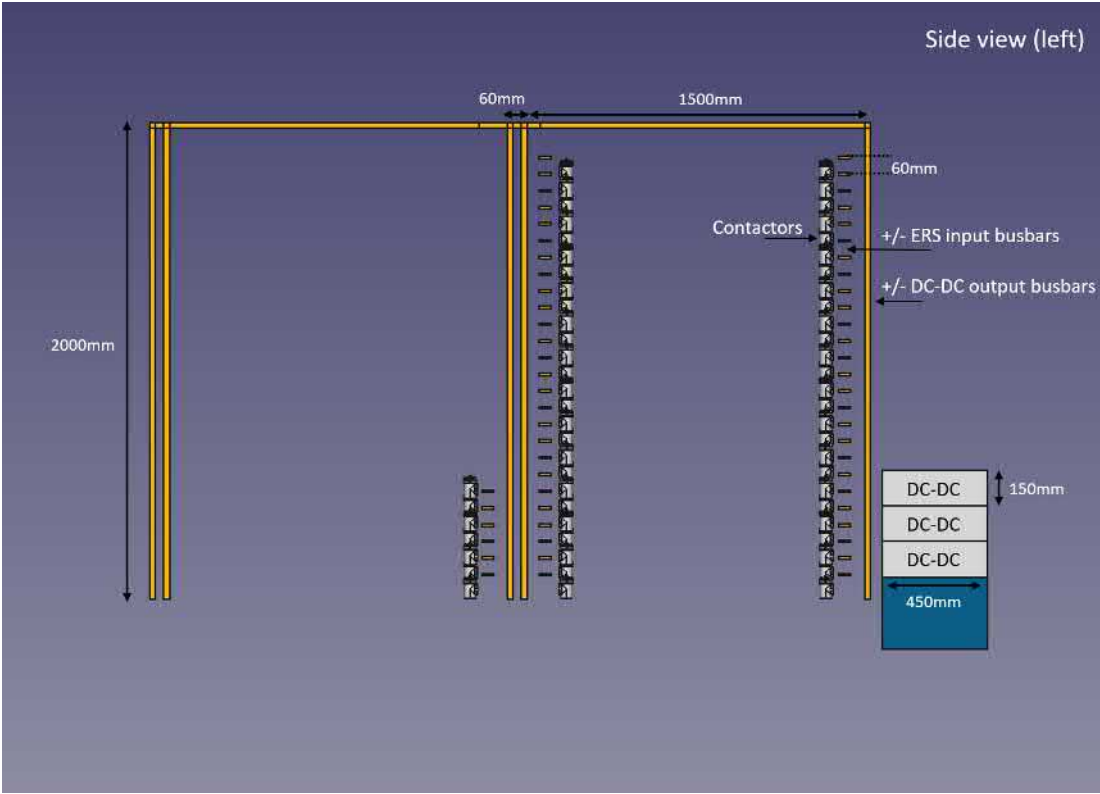 Side view (left)
60mm
1500mm
60mm
Contactors
+/- ERS input busbars
+/- DC-DC output busbars
2000mm
DC-DC
150mm
DC-DC
DC-DC
450mm